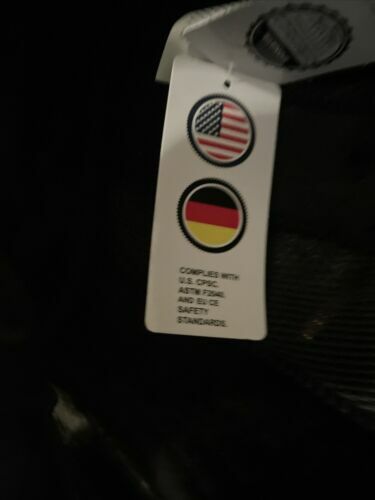 COMPLIES WITH
U.S. CPSC,
ASTM F2040,
AND EU CE
SAFETY
STANDARDS.